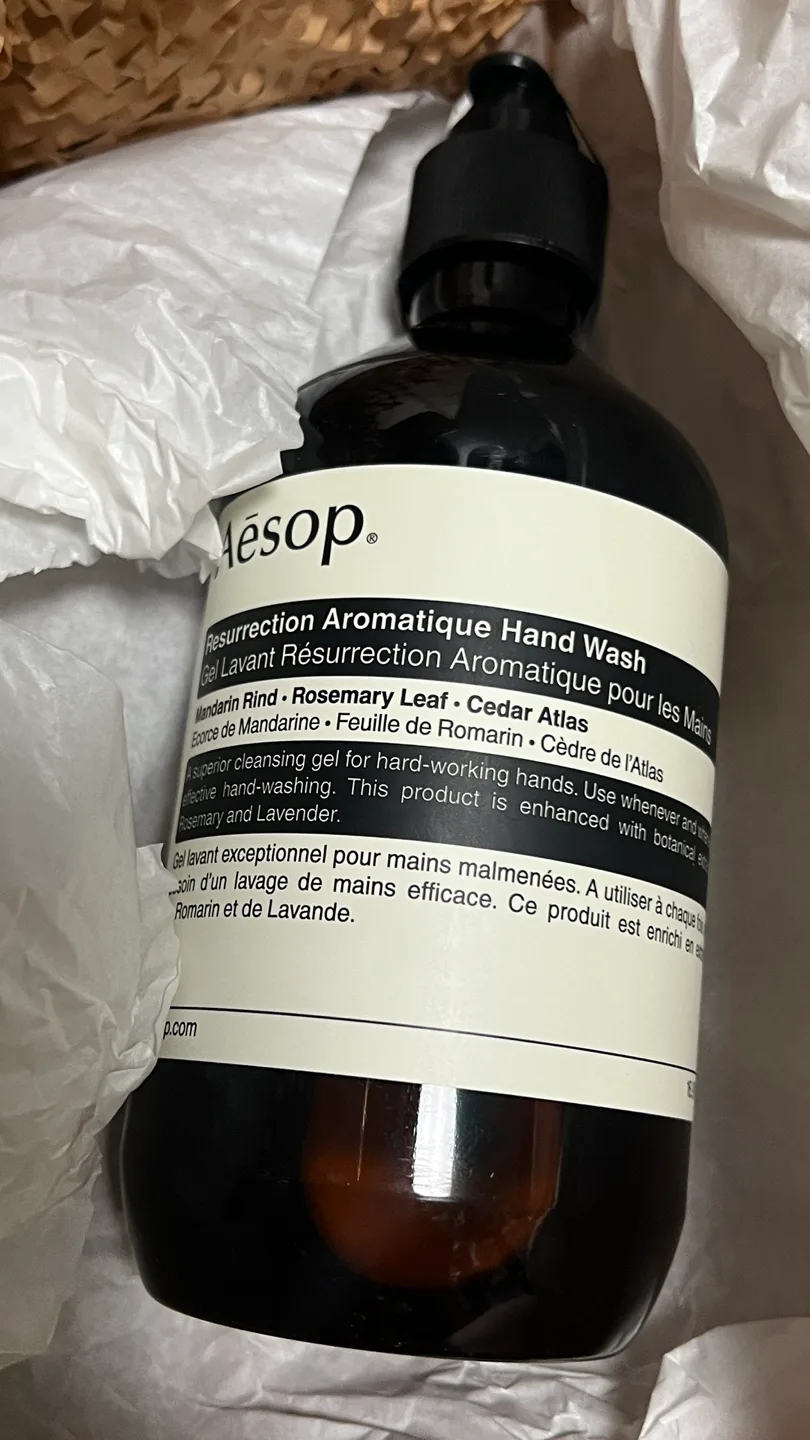 Aēsop®
Resurrection Aromatique Hand Wash
Gel Lavant Résurrection Aromatique pour les Mains
Mandarin Rind • Rosemary Leaf • Cedar Atlas
Ecorce de Mandarine • Feuille de Romarin • Cèdre de l'Atlas
A superior cleansing gel for hard-working hands. Use whenever and
effective hand-washing. This product is enhanced with botanical
Rosemary and Lavender.
Gel lavant exceptionnel pour mains malmenées. A utiliser à chaque
d'un lavage de mains efficace. Ce produit est enrichi en
Romarin et de Lavande.
p.com